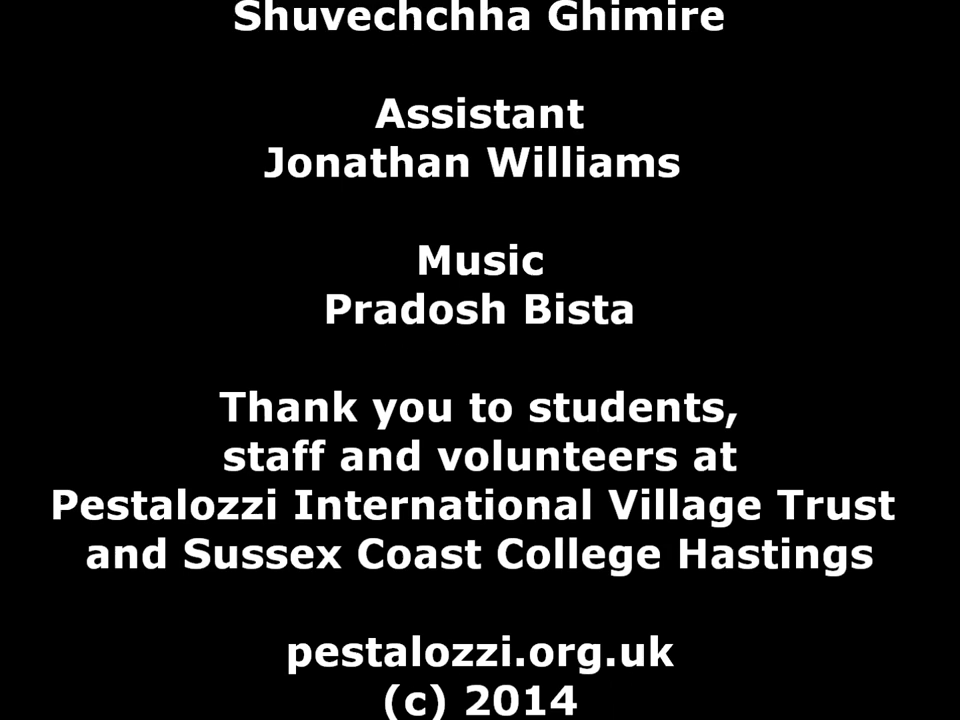 Shuvechchha Ghimire
Assistant
Jonathan Williams
Music
Pradosh Bista
Thank you to students,
staff and volunteers at
Pestalozzi International Village Trust
and Sussex Coast College Hastings
pestalozzi.org.uk
(c) 2014